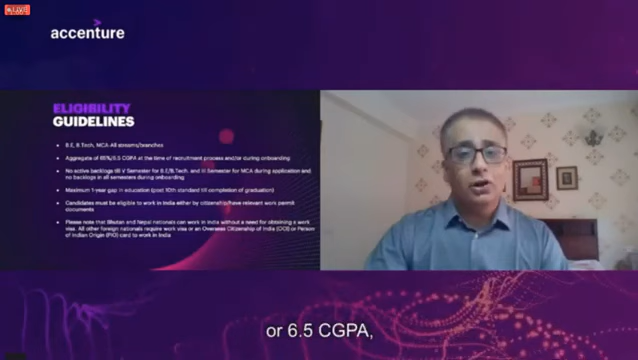 LIVE
accenture
ELIGIBILITY
GUIDELINES
B.E, B.Tech, MCA-All streams/branches
Aggregate of 65%/6.5 CGPA at the time of recruitment process and/or during onboarding
No active backlogs till V Semester for B.E/B.Tech. and III Semester for MCA during application and
no backlogs in all semesters during onboarding
Maximum 1-year gap in education (post 10th standard till completion of graduation)
Candidates must be eligible to work in India either by citizenship/have relevant work permit
documents
Please note that Bhutan and Nepal nationals can work in India without a need for obtaining a work
visa. All other foreign nationals require work visa or an Overseas Citizenship of India (OCI) or Person
of Indian Origin (PIO) card to work in India
or 6.5 CGPA,